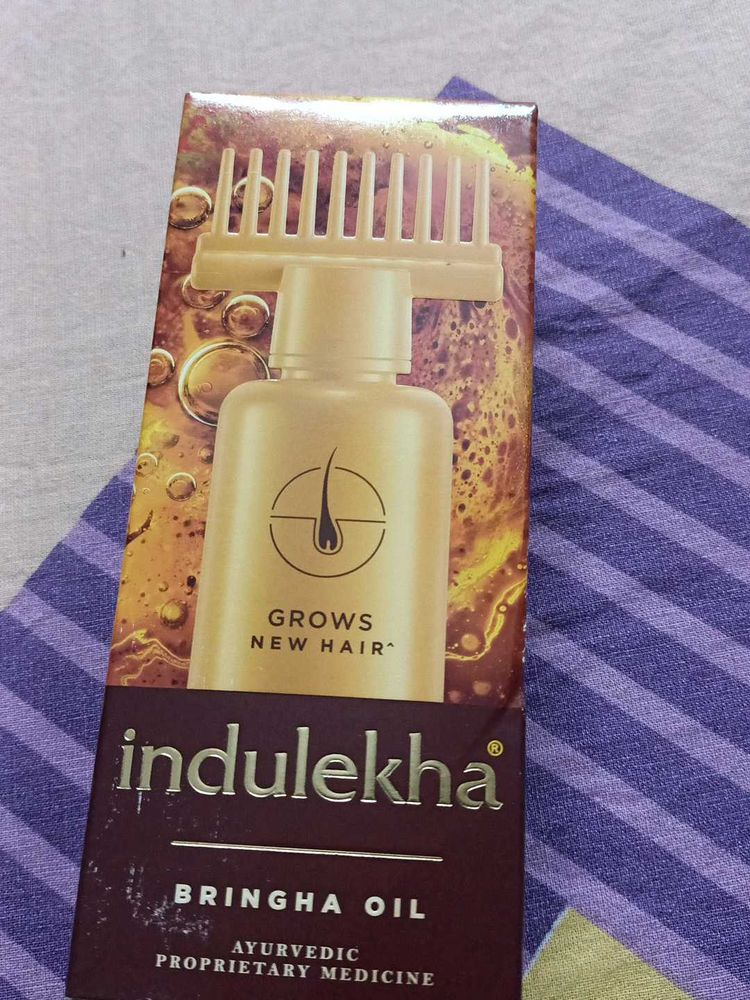 GROWS
NEW HAIR^
indulekha®
BRINGHA OIL
AYURVEDIC
PROPRIETARY MEDICINE